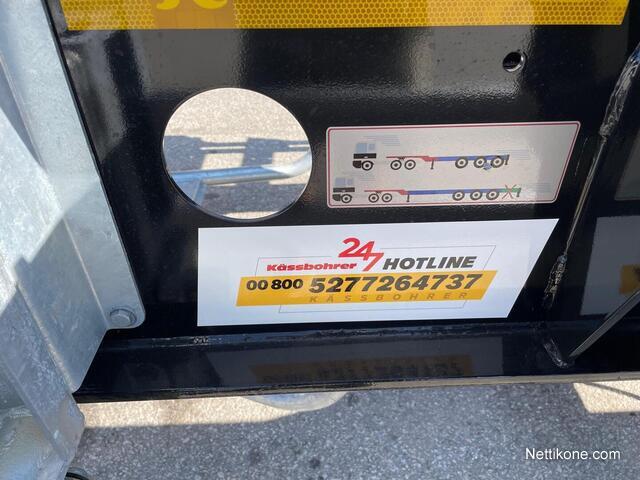 Kässbohrer 24/7 HOTLINE
00 800 5277264737
KÄSSBOHRER
Nettikone.com